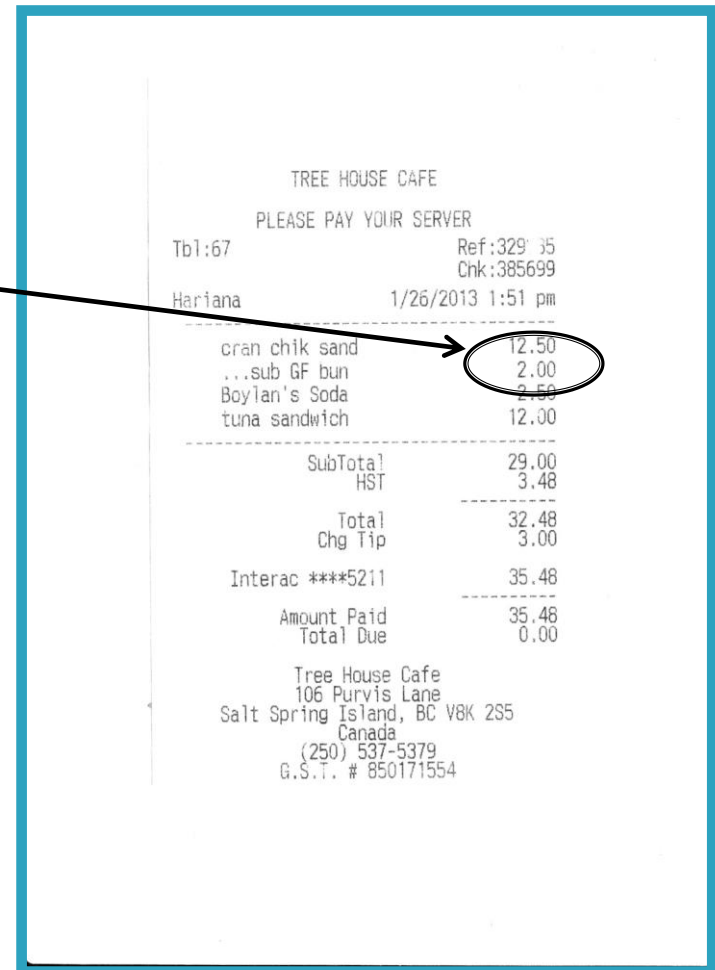 TREE HOUSE CAFE
PLEASE PAY YOUR SERVER
Tbl:67 
Chk:385699
Hariana 1/26/2013 1:51 pm
cran chik sand 12.50
...sub GF bun 2.00
Boylan's Soda 2.50
tuna sandwich 12.00
SubTotal 29.00
HST 3.48
Total 32.48
Chg Tip 3.00
Interac ****5211 35.48
Amount Paid 35.48
Total Due 0.00
Tree House Cafe
106 Purvis Lane
Salt Spring Island, BC V8K 2S5
Canada
(250) 537-5379
G.S.T. # 850171554